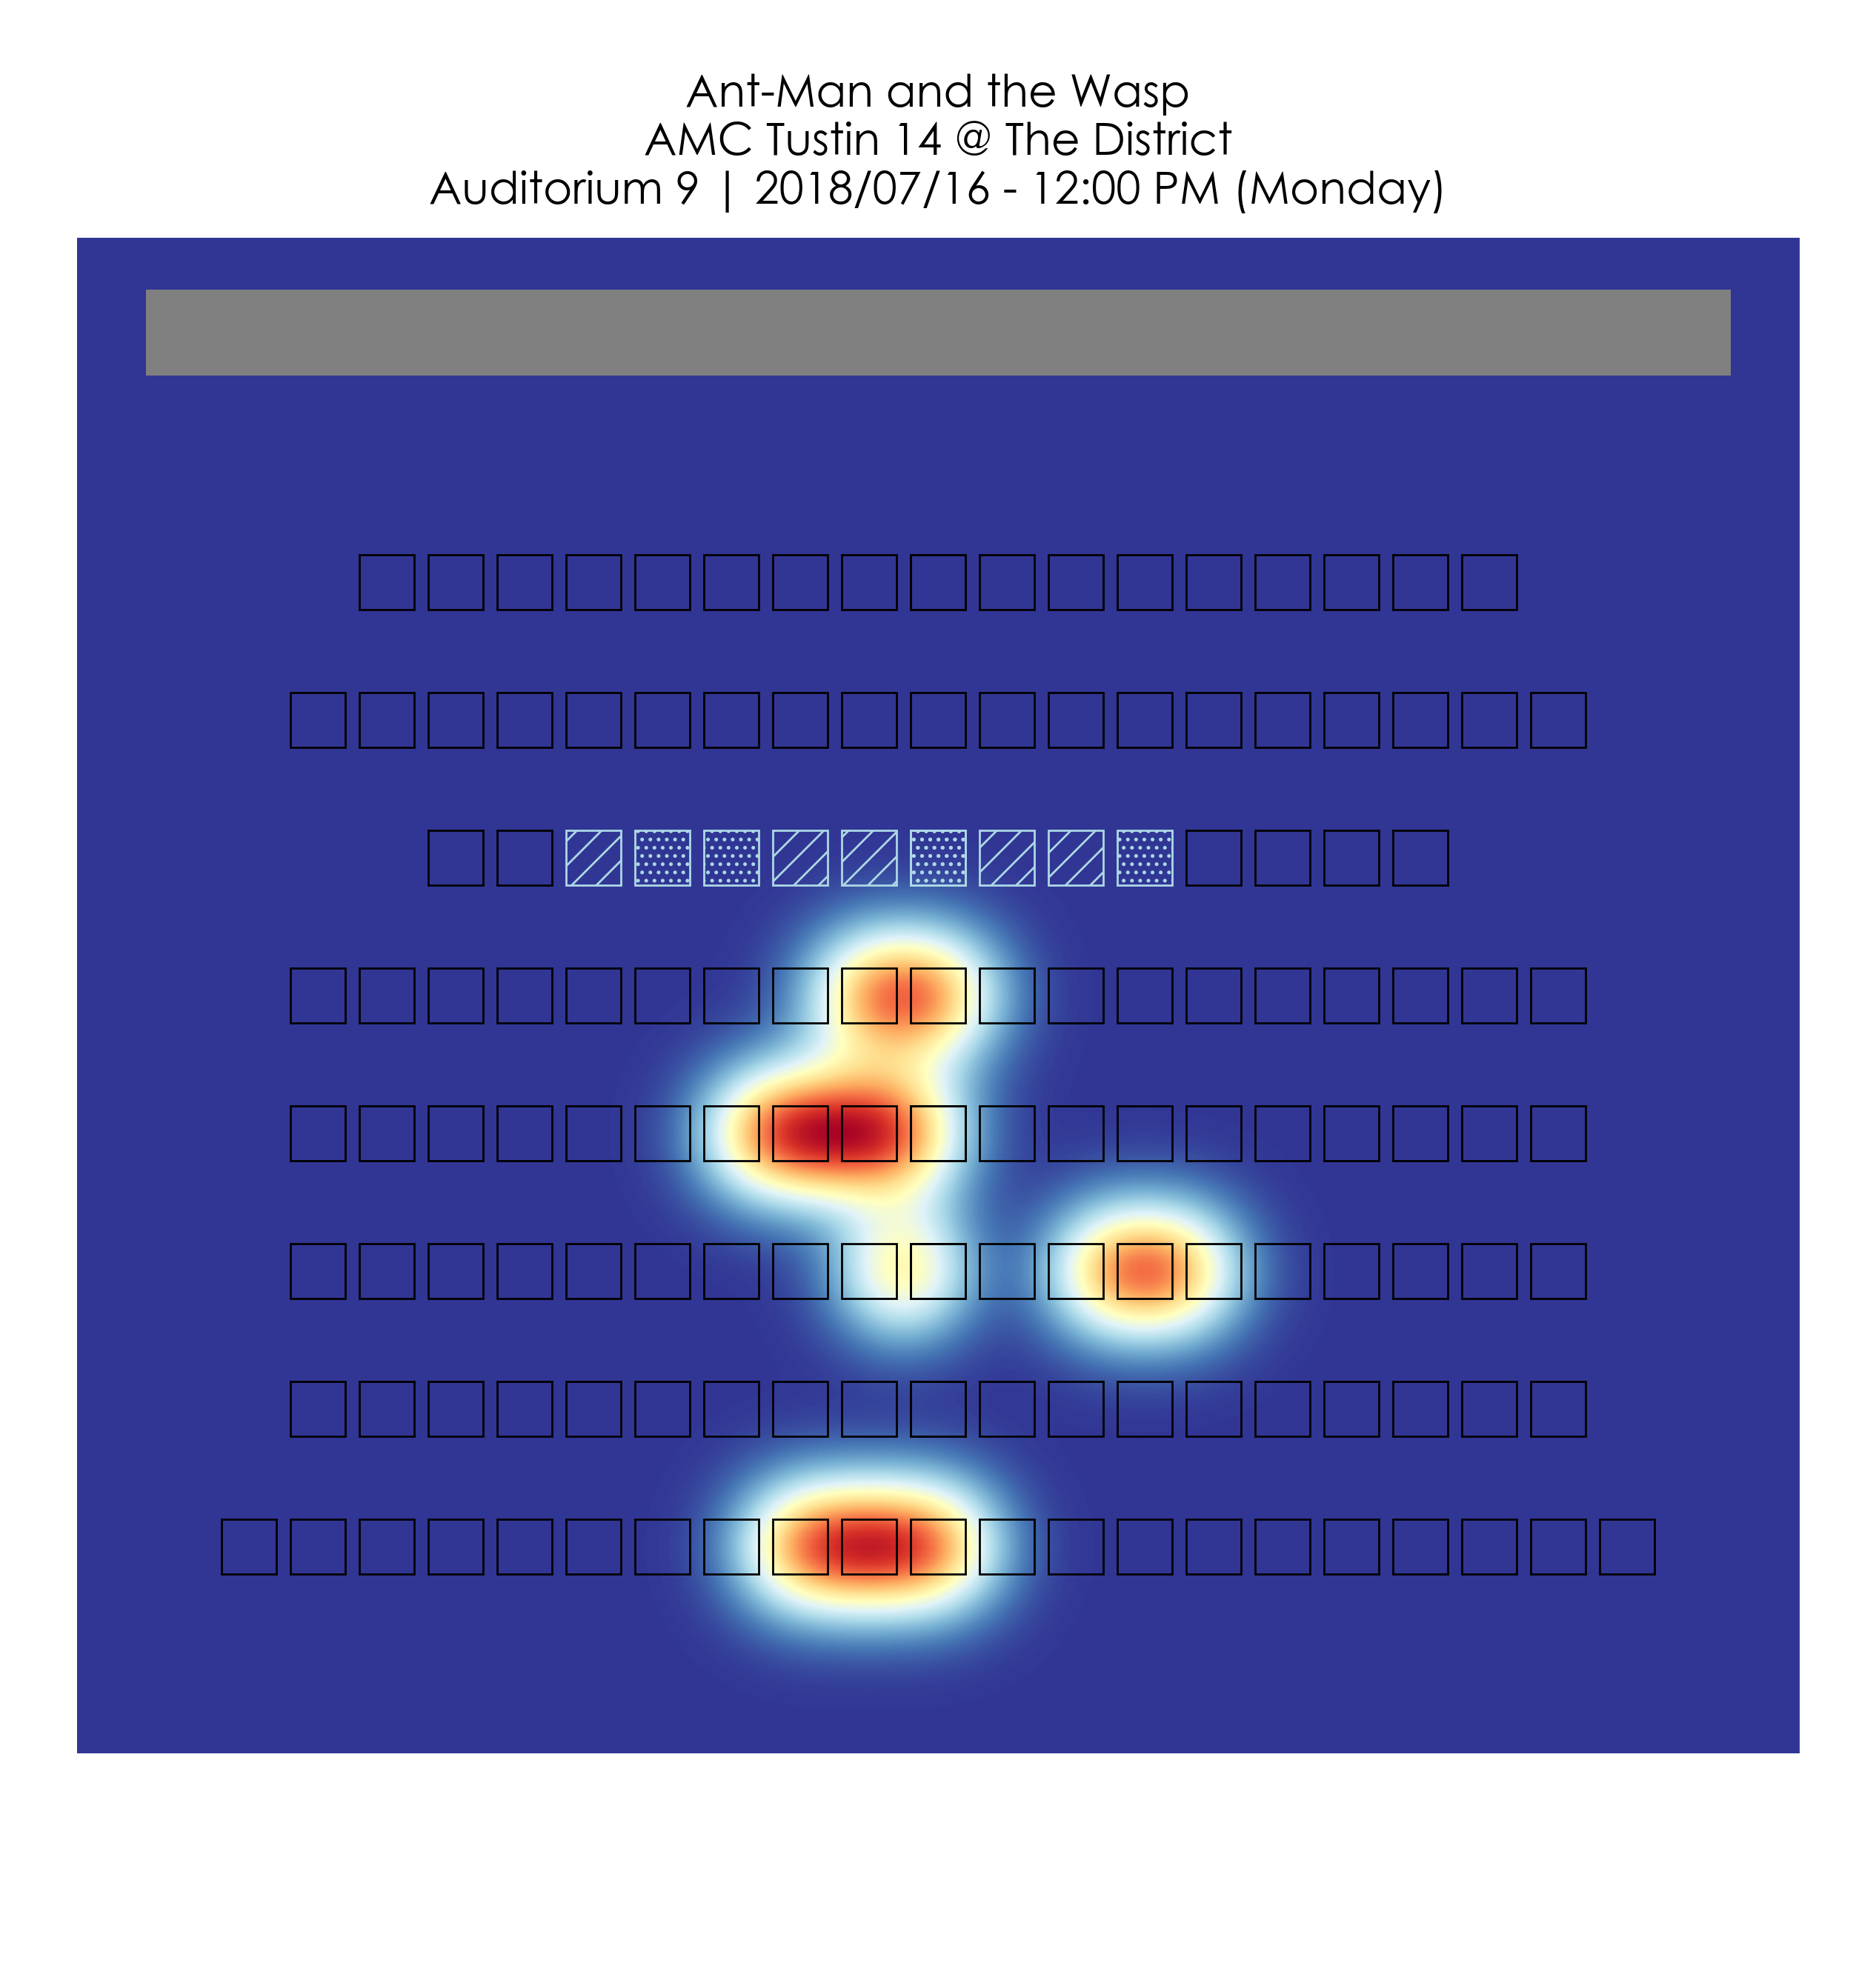 Ant-Man and the Wasp
AMC Tustin 14 @ The District
Auditorium 9 | 2018/07/16 - 12:00 PM (Monday)